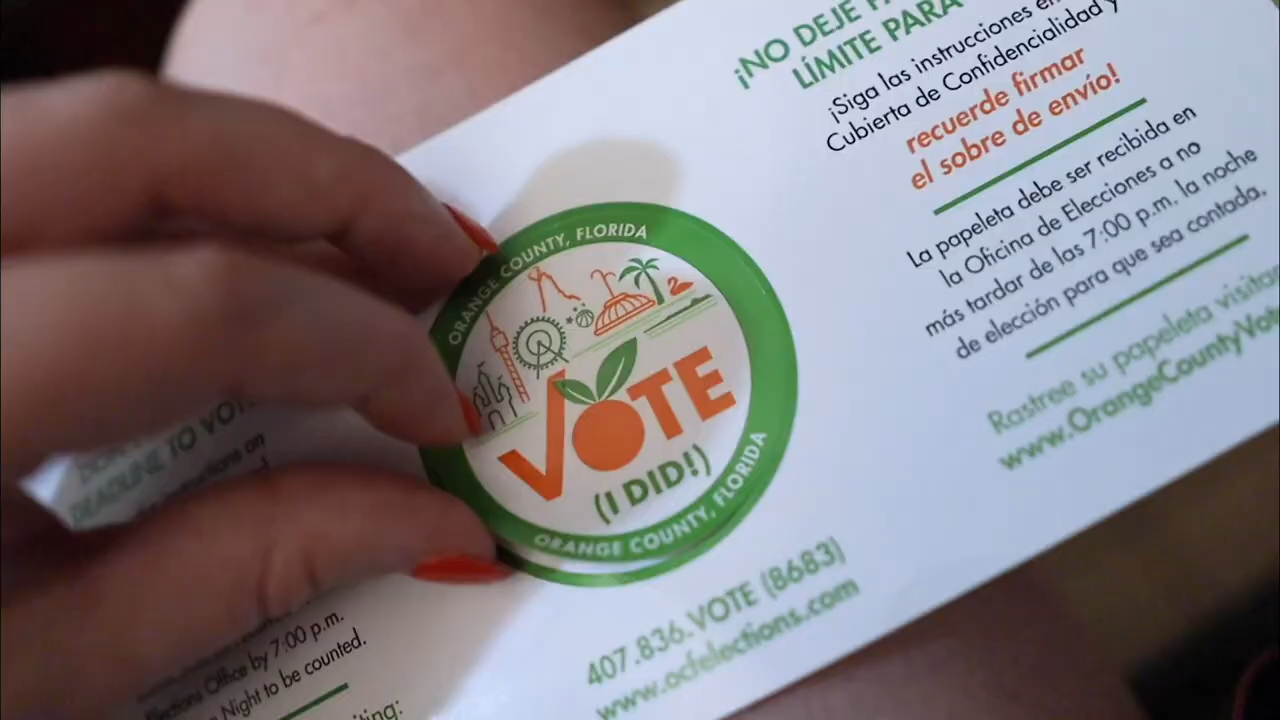 ¡NO DEJE
LÍMITE PARA
¡Siga las instrucciones en
Cubierta de Confidencialidad y
recuerde firmar
el sobre de envío!
La papeleta debe ser recibida en
la Oficina de Elecciones a no
más tardar de las 7:00 p.m. la noche
de elección para que sea contada.
Rastree su papeleta
www.OrangeCountyVot
ORANGE COUNTY, FLORIDA
VOTE
(I DID!)
ORANGE COUNTY, FLORIDA
407.836.VOTE (8683)
www.ocfelections.com
DEADLINE TO VOT
Elections Office by 7:00 p.m.
Night to be counted.